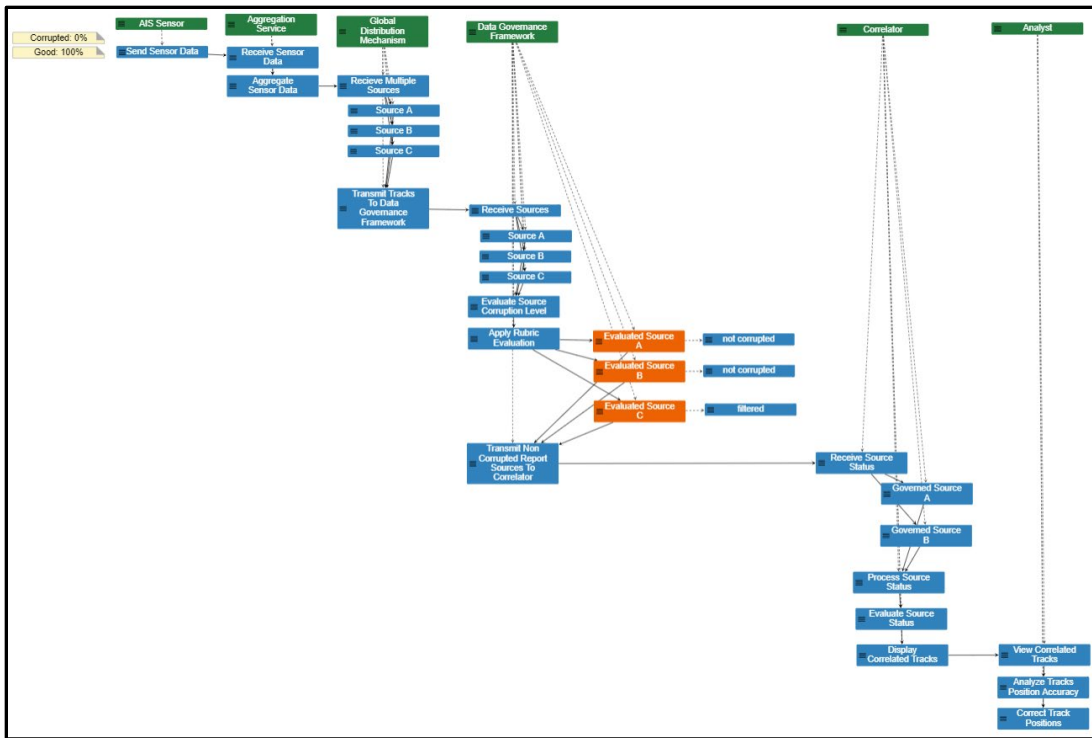 AIS Sensor
Aggregation
Service
Global
Distribution
Mechanism
Data Governance
Framework
Correlator
Analyst
Corrupted: 0%
Good: 100%
Send Sensor Data
Receive Sensor
Data
Aggregate
Sensor Data
Recieve Multiple
Sources
Source A
Source B
Source C
Transmit Tracks
To Data
Governance
Framework
Receive Sources
Source A
Source B
Source C
Evaluate Source
Corruption Level
Apply Rubric
Evaluation
Evaluated Source
A
not corrupted
Evaluated Source
B
not corrupted
Evaluated Source
C
filtered
Transmit Non
Corrupted Report
Sources To
Correlator
Receive Source
Status
Governed Source
A
Governed Source
B
Process Source
Status
Evaluate Source
Status
Display
Correlated Tracks
View Correlated
Tracks
Analyze Tracks
Position Accuracy
Correct Track
Positions